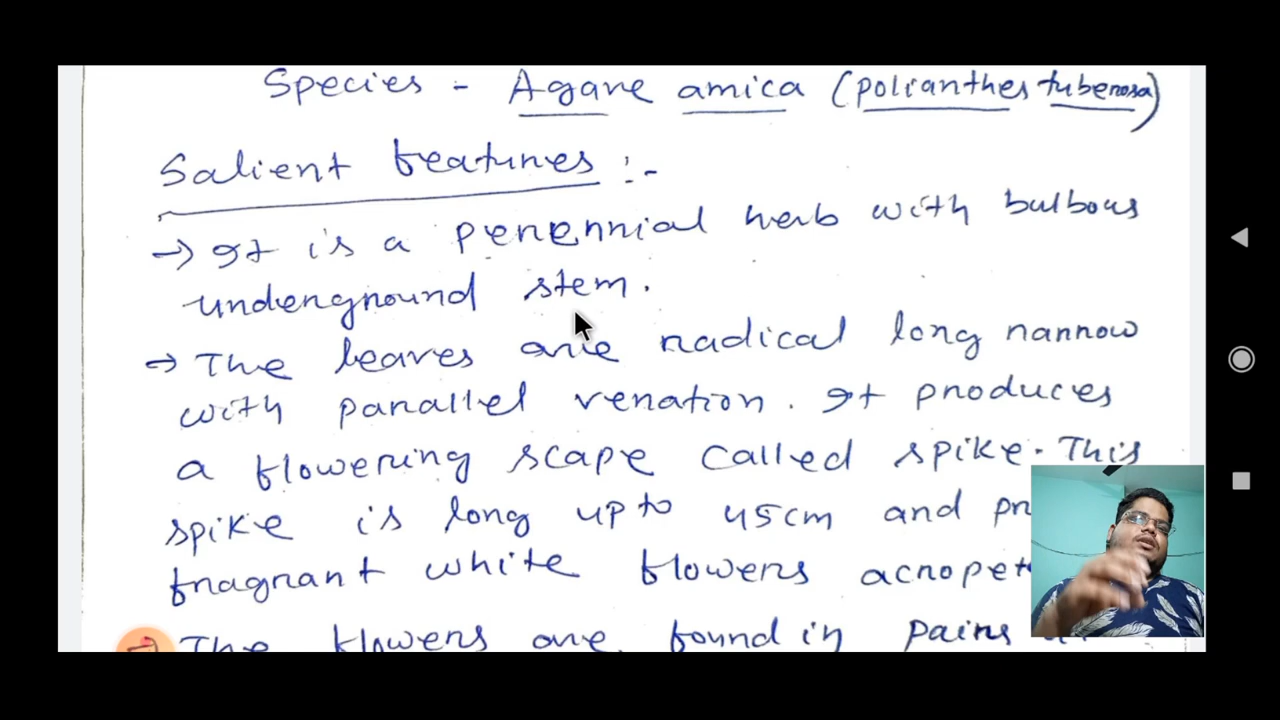 Species - Agave amica (polianthes tuberosa)
Salient features :-
→ It is a perennial herb with bulbous
underground stem.
→ The leaves are radical long narrow
with parallel venation. It produces
a flowering scape called spike. This
spike is long up to 45cm and
fragrant white flowers
The flowers are found in pairs